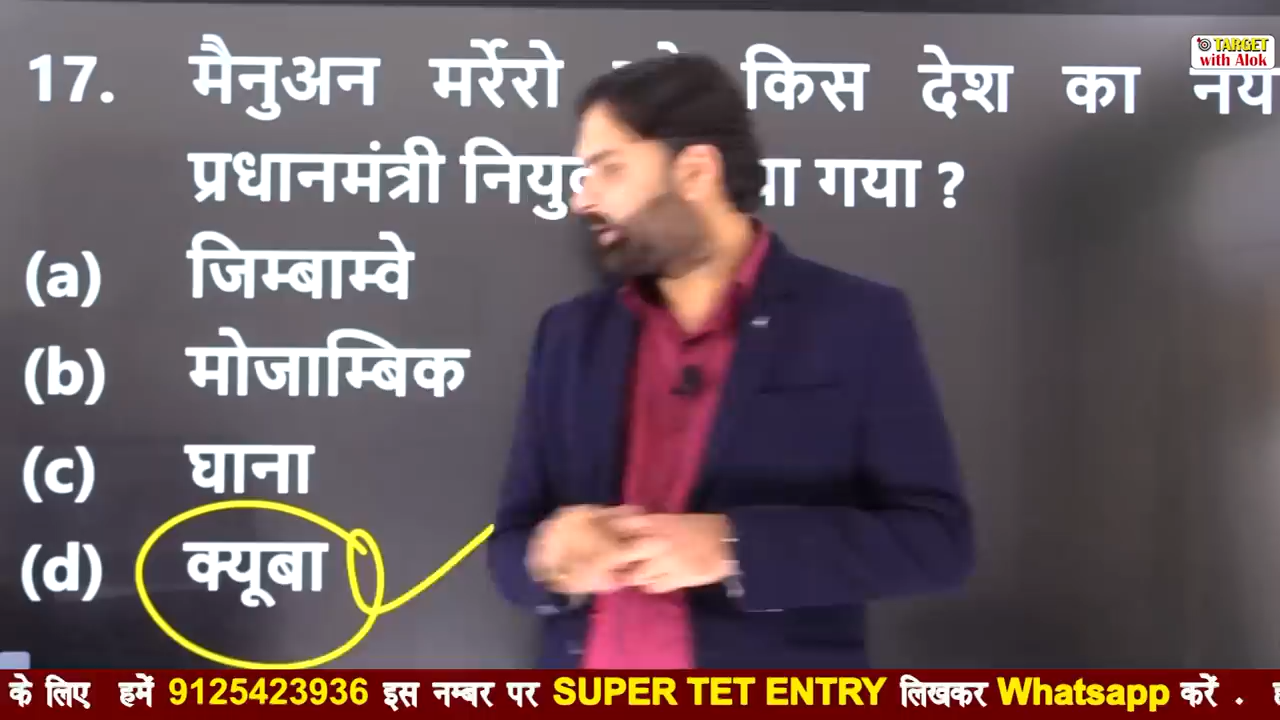 TARGET
with Alok
17. मैनुअन मर्रेरो किस देश का नय
प्रधानमंत्री गया ?
(a) जिम्बाम्वे
(b) मोजाम्बिक
(c) घाना
(d) क्यूबा
के लिए हमें 9125423936 इस नम्बर पर SUPER TET ENTRY लिखकर Whatsapp करें .